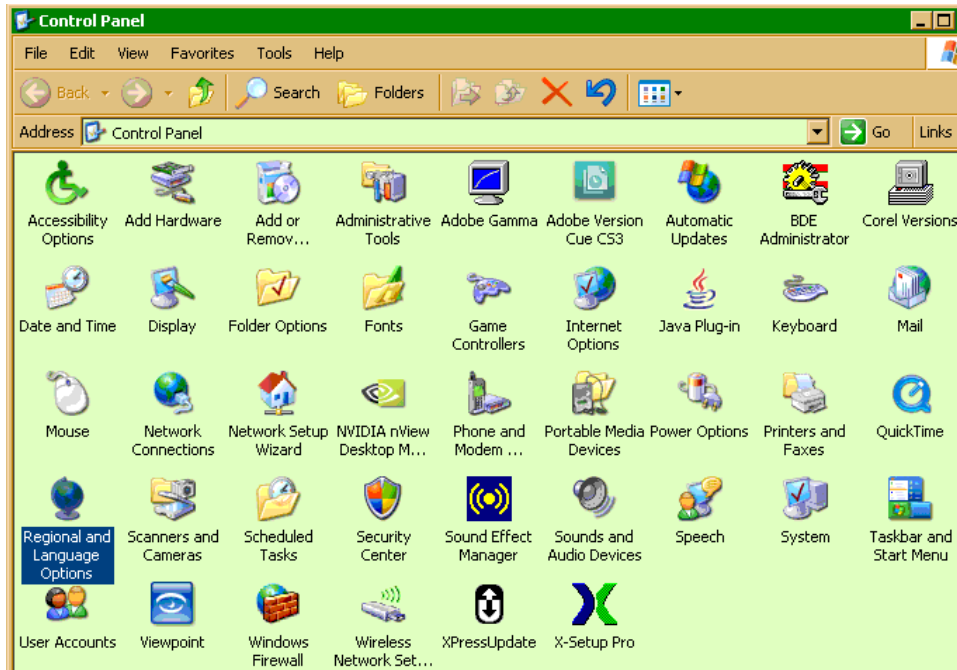 Control Panel
File Edit View Favorites Tools Help
Back Search Folders
Address Control Panel Go Links
Accessibility Options
Add Hardware
Add or Remov...
Administrative Tools
Adobe Gamma
Adobe Version Cue CS3
Automatic Updates
BDE Administrator
Corel Versions
Date and Time
Display
Folder Options
Fonts
Game Controllers
Internet Options
Java Plug-in
Keyboard
Mail
Mouse
Network Connections
Network Setup Wizard
NVIDIA nView Desktop M...
Phone and Modem ...
Portable Media Devices
Power Options
Printers and Faxes
QuickTime
Regional and Language Options
Scanners and Cameras
Scheduled Tasks
Security Center
Sound Effect Manager
Sounds and Audio Devices
Speech
System
Taskbar and Start Menu
User Accounts
Viewpoint
Windows Firewall
Wireless Network Set...
XPressUpdate
X-Setup Pro